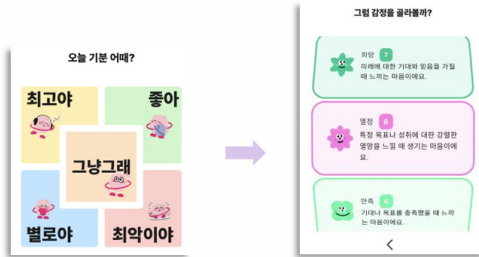 오늘 기분 어때?
최고야
좋아
그냥그래
별로야
최악이야
그럼 감정을 골라볼까?
희망 7
미래에 대한 기대와 믿음을 가질
때 느끼는 마음이에요.
열정 6
특정 목표나 성취에 대한 강렬한
열망을 느낄 때 생기는 마음이에
요.
만족 6
기대나 목표를 충족했을 때 느끼
는 마음이에요.